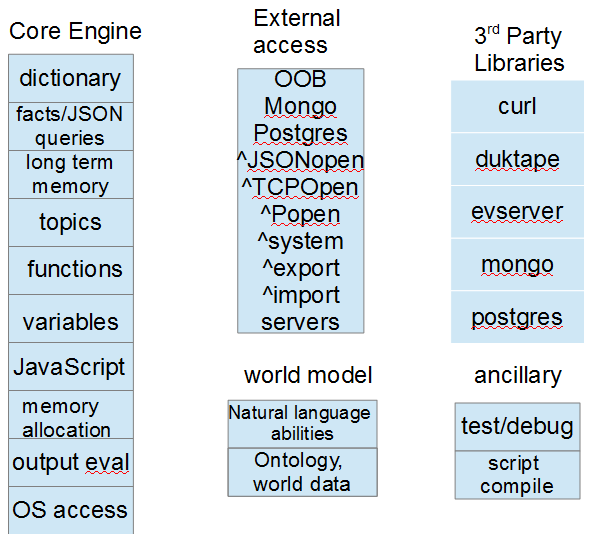 Core Engine
dictionary
facts/JSON
queries
long term
memory
topics
functions
variables
JavaScript
memory
allocation
output eval
OS access
External
access
OOB
Mongo
Postgres
^JSONopen
^TCPOpen
^Popen
^system
^export
^import
servers
world model
Natural language
abilities
Ontology,
world data
3rd Party
Libraries
curl
duktape
evserver
mongo
postgres
ancillary
test/debug
script
compile